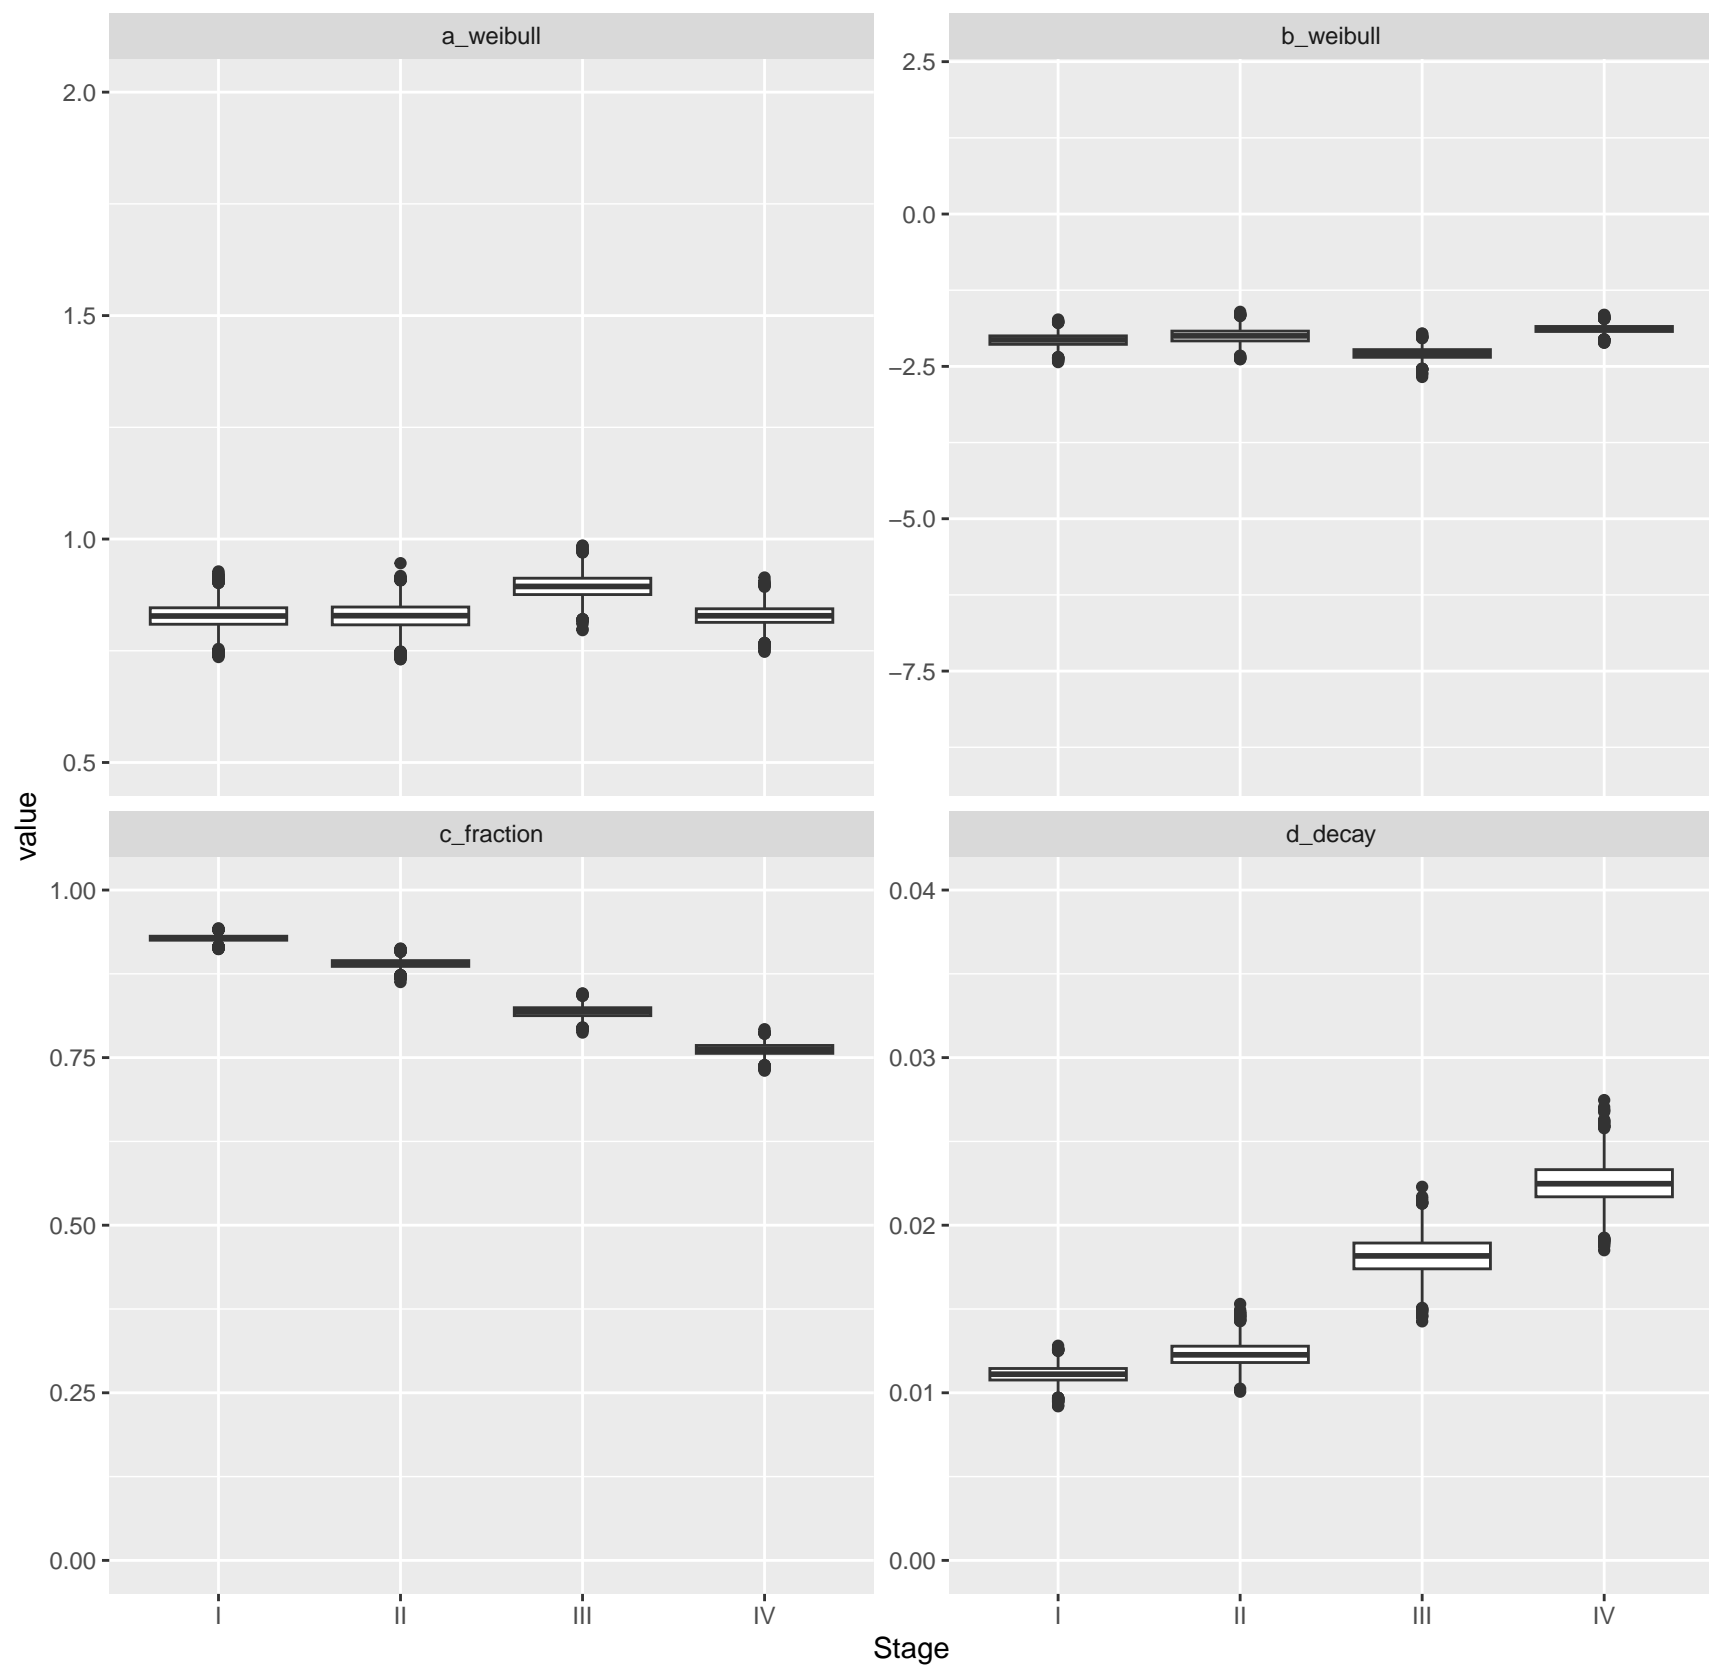 a_weibull
b_weibull
2.0
1.5
1.0
0.5
2.5
0.0
−2.5
−5.0
−7.5
value
c_fraction
d_decay
1.00
0.75
0.50
0.25
0.00
0.04
0.03
0.02
0.01
0.00
I II III IV
I II III IV
Stage